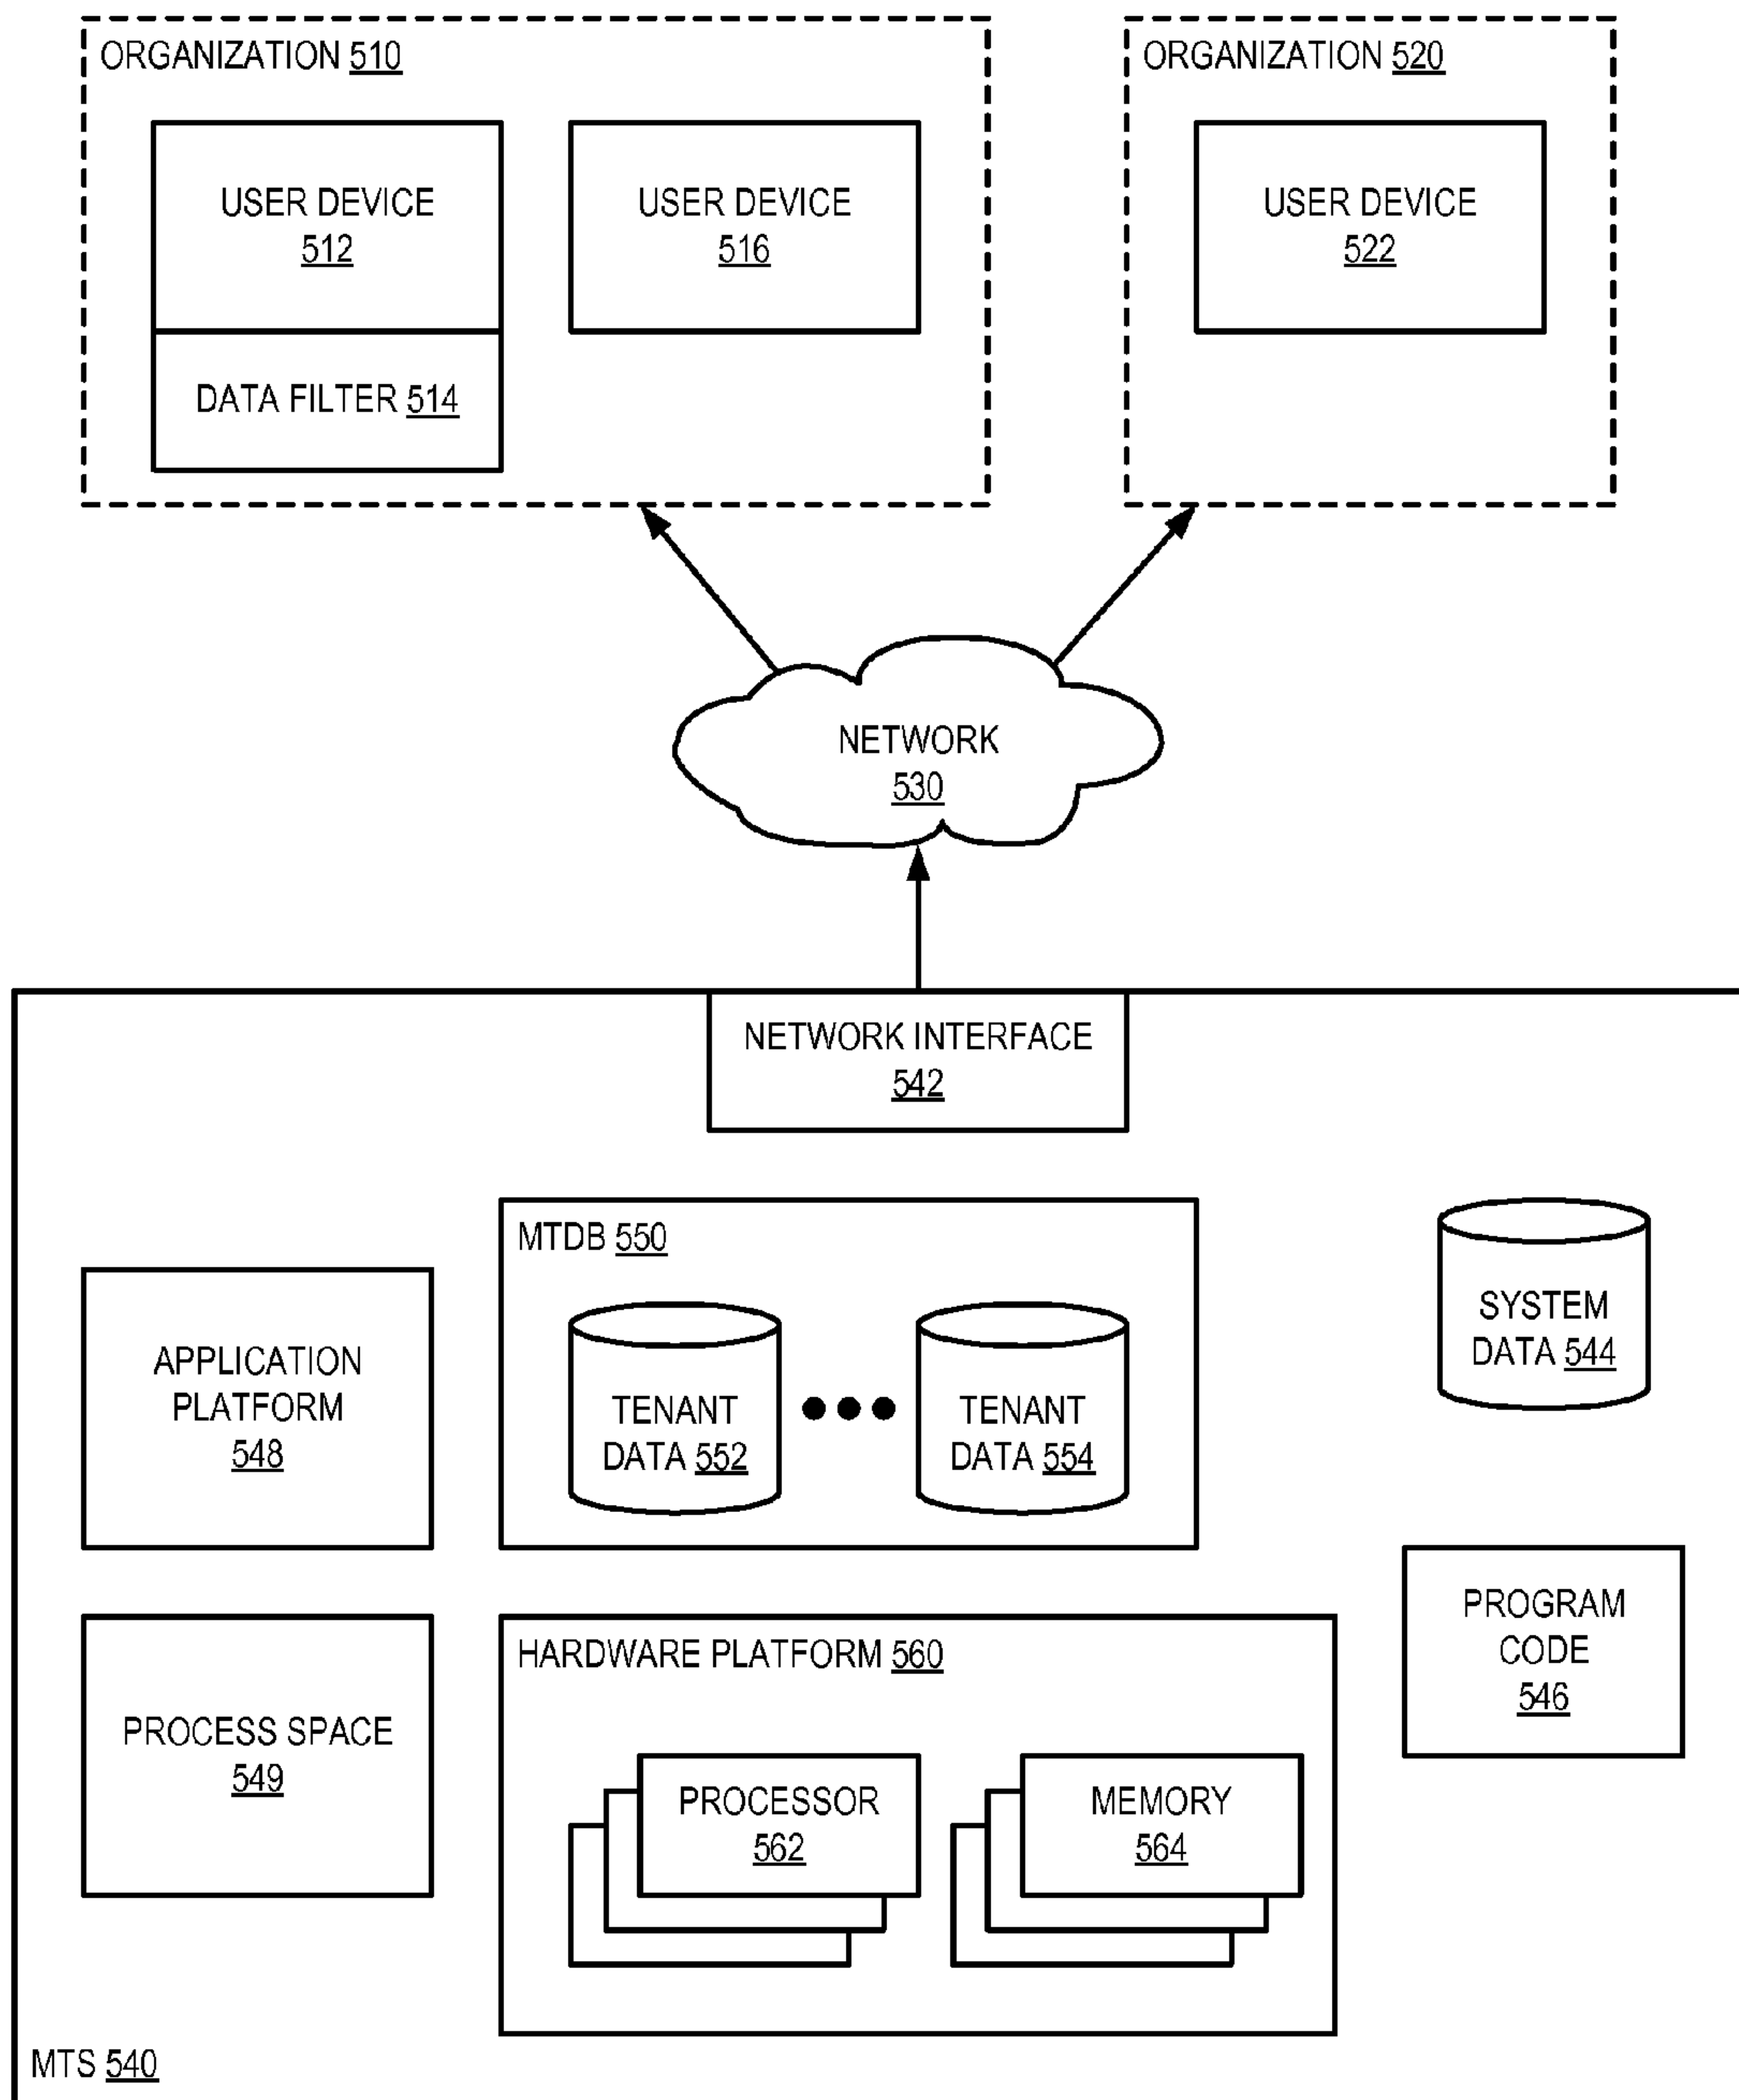 ORGANIZATION 510
USER DEVICE
512
DATA FILTER 514
USER DEVICE
516
ORGANIZATION 520
USER DEVICE
522
NETWORK
530
NETWORK INTERFACE
542
MTDB 550
TENANT
DATA 552
TENANT
DATA 554
SYSTEM
DATA 544
APPLICATION
PLATFORM
548
PROCESS SPACE
549
HARDWARE PLATFORM 560
PROCESSOR
562
MEMORY
564
PROGRAM
CODE
546
MTS 540